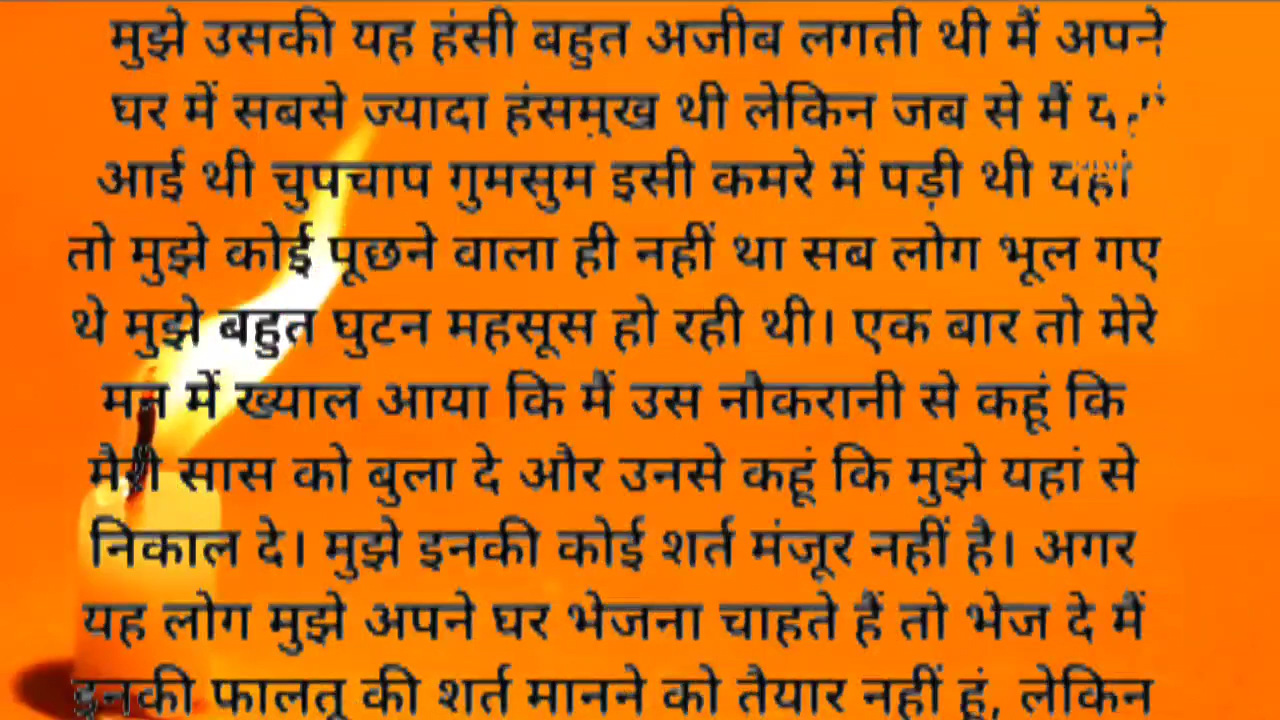 मुझे उसकी यह हंसी बहुत अजीब लगती थी मैं अपने
घर में सबसे ज्यादा हंसमुख थी लेकिन जब से मैं
आई थी चुपचाप गुमसुम इसी कमरे में पड़ी थी यहां
तो मुझे कोई पूछने वाला ही नहीं था सब लोग भूल गए
थे मुझे बहुत घुटन महसूस हो रही थी। एक बार तो मेरे
मन में ख्याल आया कि मैं उस नौकरानी से कहूं कि
मेरी सास को बुला दे और उनसे कहूं कि मुझे यहां से
निकाल दे। मुझे इनकी कोई शर्त मंजूर नहीं है। अगर
यह लोग मुझे अपने घर भेजना चाहते हैं तो भेज दे मैं
इनकी फालतू की शर्त मानने को तैयार नहीं हूं, लेकिन